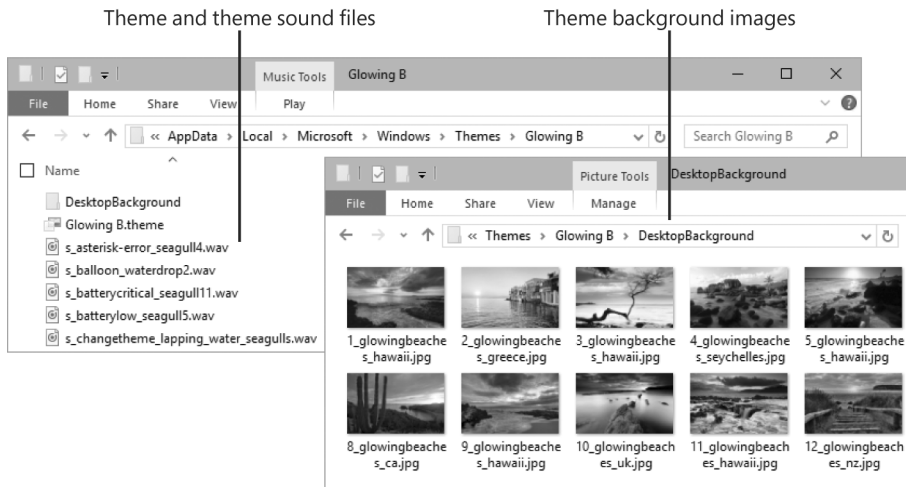 Theme and theme sound files
Theme background images
Music Tools
Glowing B
File
Home
Share
View
Play
« AppData > Local > Microsoft > Windows > Themes > Glowing B
Search Glowing B
Name
DesktopBackground
Glowing B.theme
s_asterisk-error_seagull4.wav
s_balloon_waterdrop2.wav
s_batterycritical_seagull11.wav
s_batterylow_seagull5.wav
s_changetheme_lapping_water_seagulls.wav
Picture Tools
DesktopBackground
File
Home
Share
View
Manage
« Themes > Glowing B > DesktopBackground
1_glowingbeache
s_hawaii.jpg
2_glowingbeache
s_greece.jpg
3_glowingbeache
s_hawaii.jpg
4_glowingbeache
s_seychelles.jpg
5_glowingbeache
s_hawaii.jpg
8_glowingbeache
s_ca.jpg
9_glowingbeache
s_hawaii.jpg
10_glowingbeach
es_uk.jpg
11_glowingbeach
es_hawaii.jpg
12_glowingbeach
es_nz.jpg